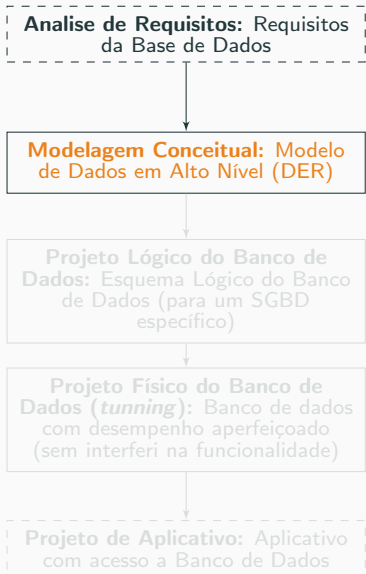 Analise de Requisitos: Requisitos
da Base de Dados
Modelagem Conceitual: Modelo
de Dados em Alto Nível (DER)
Projeto Lógico do Banco de
Dados: Esquema Lógico do Banco
de Dados (para um SGBD
específico)
Projeto Físico do Banco de
Dados (tunning): Banco de dados
com desempenho aperfeiçoado
(sem interferi na funcionalidade)
Projeto de Aplicativo: Aplicativo
com acesso a Banco de Dados